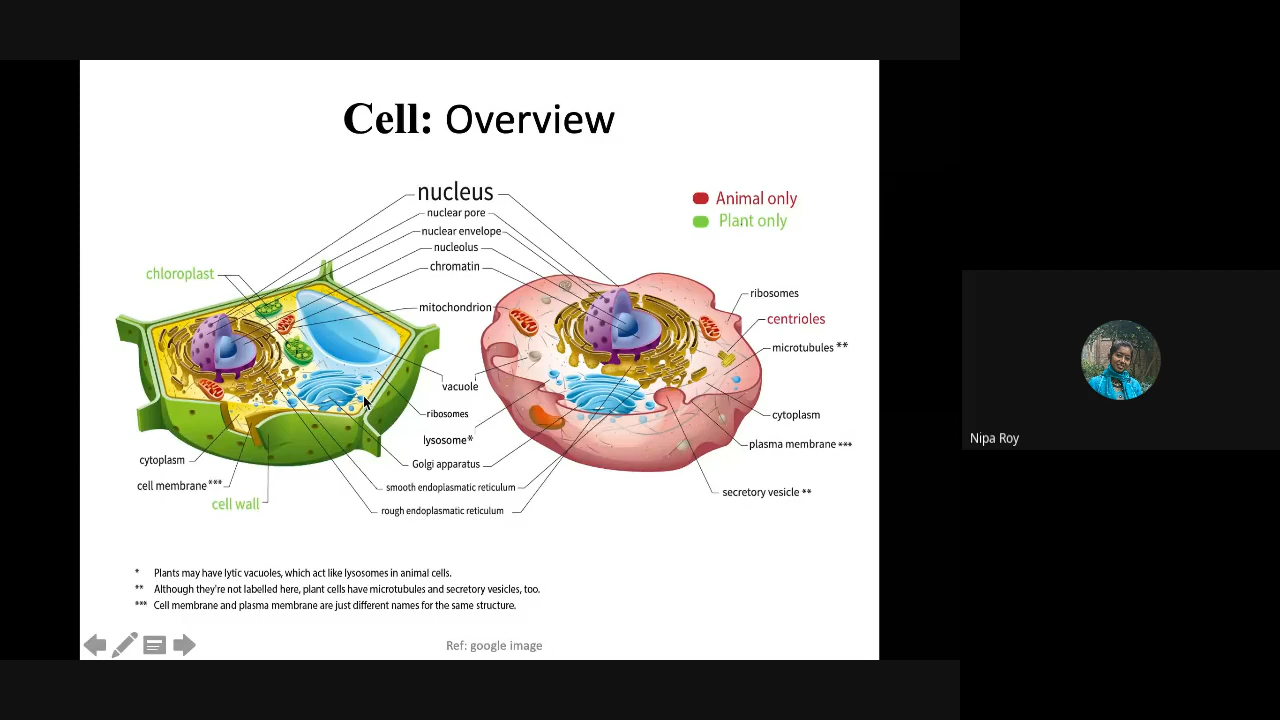 Cell: Overview
nucleus
nuclear pore
nuclear envelope
nucleolus
chromatin
mitochondrion
vacuole
ribosomes
lysosome*
Golgi apparatus
smooth endoplasmatic reticulum
rough endoplasmatic reticulum
chloroplast
cytoplasm
cell membrane***
cell wall
Animal only
Plant only
ribosomes
centrioles
microtubules **
cytoplasm
plasma membrane***
secretory vesicle **
* Plants may have lytic vacuoles, which act like lysosomes in animal cells.
** Although they're not labelled here, plant cells have microtubules and secretory vesicles, too.
*** Cell membrane and plasma membrane are just different names for the same structure.
Ref: google image
Nipa Roy